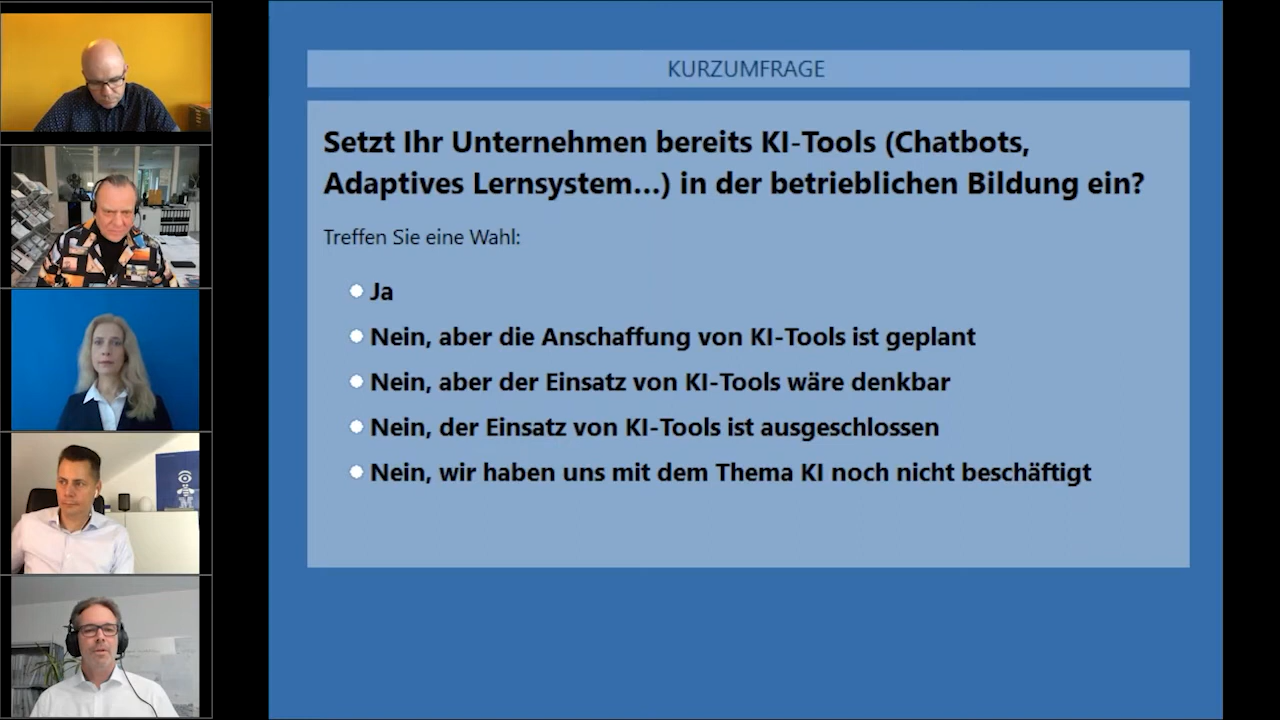 KURZUMFRAGE
Setzt Ihr Unternehmen bereits KI-Tools (Chatbots,
Adaptives Lernsystem...) in der betrieblichen Bildung ein?
Treffen Sie eine Wahl:
Ja
Nein, aber die Anschaffung von KI-Tools ist geplant
Nein, aber der Einsatz von KI-Tools wäre denkbar
Nein, der Einsatz von KI-Tools ist ausgeschlossen
Nein, wir haben uns mit dem Thema KI noch nicht beschäftigt